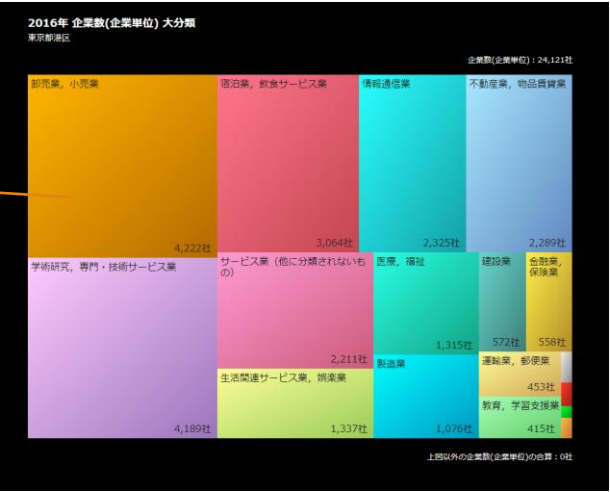 2016年 企業数(企業単位) 大分類
東京都港区
企業数(企業単位)：24,121社
卸売業，小売業
4,222社
宿泊業，飲食サービス業
3,064社
情報通信業
2,325社
不動産業，物品賃貸業
2,289社
学術研究，専門・技術サービス業
4,189社
サービス業（他に分類されないも
の）
2,211社
医療，福祉
1,315社
建設業
572社
金融業，
保険業
558社
生活関連サービス業，娯楽業
1,337社
製造業
1,076社
運輸業，郵便業
453社
教育，学習支援業
415社
上図以外の企業数(企業単位)の合算：0社